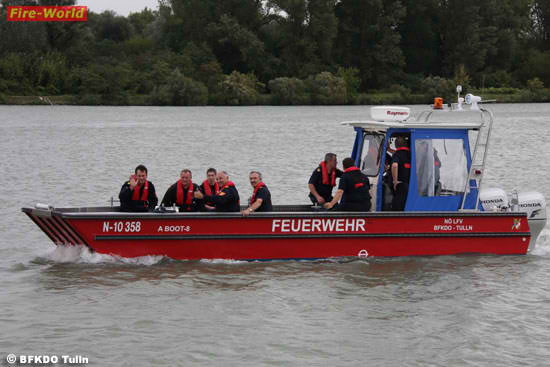 Fire-World
Raymarine
N-10 358
A BOOT-8
FEUERWEHR
NÖ LFV
BFKDO - TULLN
HONDA
HONDA
© BFKDO Tulln